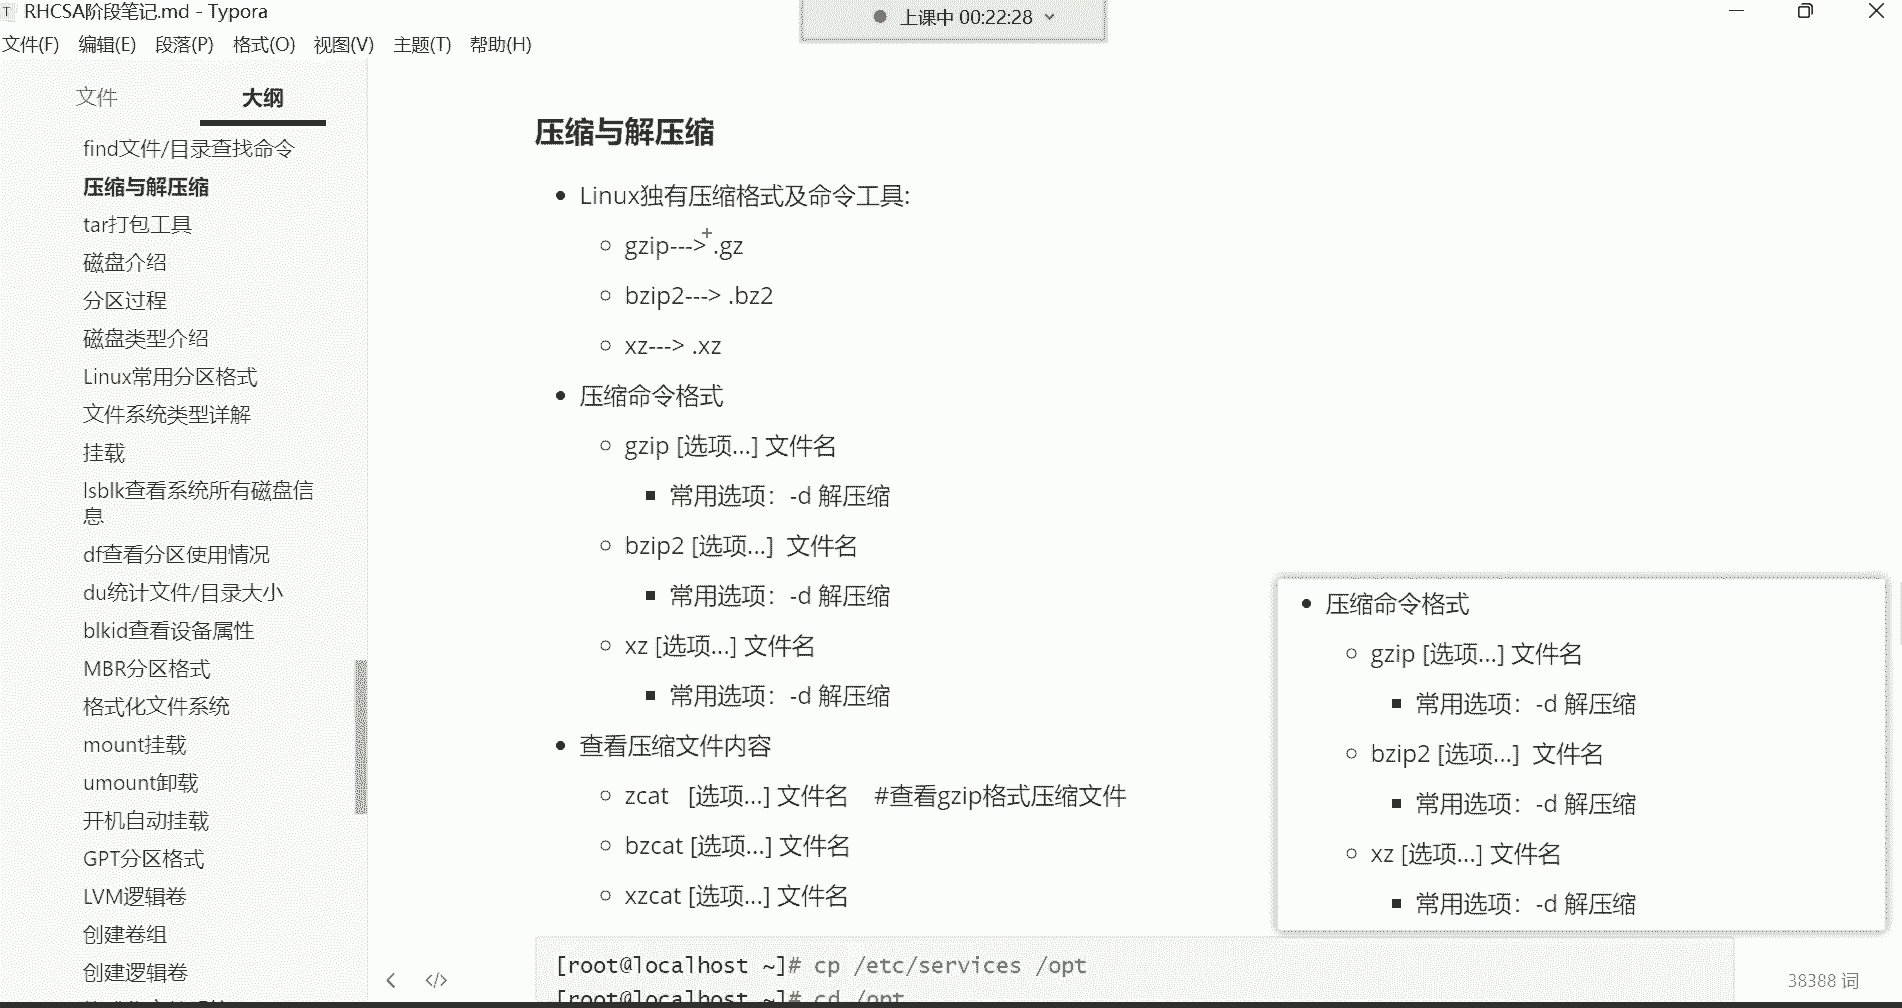 RHCSA阶段笔记.md - Typora
上课中 00:22:28
文件(F) 编辑(E) 段落(P) 格式(O) 视图(V) 主题(T) 帮助(H)
文件 大纲
find文件/目录查找命令
压缩与解压缩
tar打包工具
磁盘介绍
分区过程
磁盘类型介绍
Linux常用分区格式
文件系统类型详解
挂载
lsblk查看系统所有磁盘信
息
df查看分区使用情况
du统计文件/目录大小
blkid查看设备属性
MBR分区格式
格式化文件系统
mount挂载
umount卸载
开机自动挂载
GPT分区格式
LVM逻辑卷
创建卷组
创建逻辑卷
压缩与解压缩
Linux独有压缩格式及命令工具:
gzip---> .gz
bzip2---> .bz2
xz---> .xz
压缩命令格式
gzip [选项...] 文件名
常用选项：-d 解压缩
bzip2 [选项...] 文件名
常用选项：-d 解压缩
xz [选项...] 文件名
常用选项：-d 解压缩
查看压缩文件内容
zcat [选项...] 文件名 #查看gzip格式压缩文件
bzcat [选项...] 文件名
xzcat [选项...] 文件名
[root@localhost ~]# cp /etc/services /opt
[root@localhost ~]# cd /opt
压缩命令格式
gzip [选项...] 文件名
常用选项：-d 解压缩
bzip2 [选项...] 文件名
常用选项：-d 解压缩
xz [选项...] 文件名
常用选项：-d 解压缩
38388 词